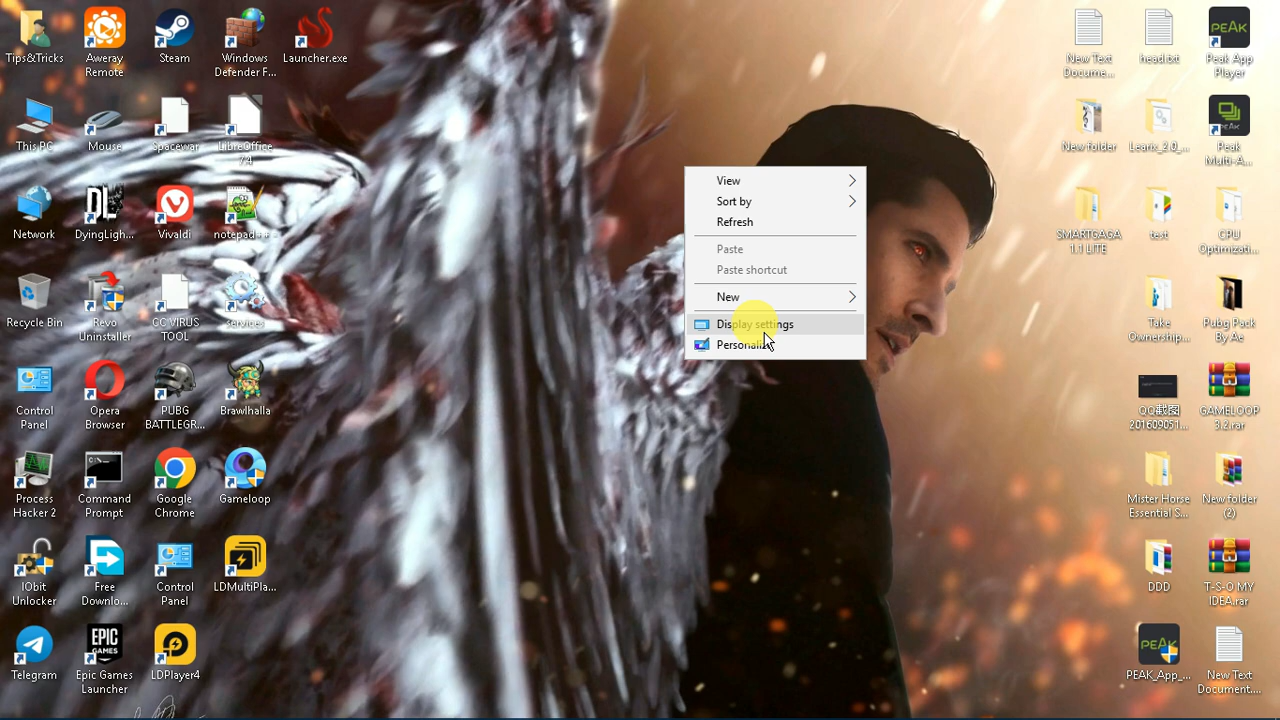 Tips&Tricks
Aweray
Remote
Steam
Windows
Defender F...
Launcher.exe
This PC
Mouse
Spacewar
LibreOffice
7.4
Network
DyingLigh...
Vivaldi
notepad++
Recycle Bin
Revo
Uninstaller
CC VIRUS
TOOL
services
Control
Panel
Opera
Browser
PUBG
BATTLEGR...
Brawlhalla
Process
Hacker 2
Command
Prompt
Google
Chrome
Gameloop
IObit
Unlocker
Free
Downlo...
Control
Panel
LDMultiPla...
Telegram
EPIC
GAMES
Epic Games
Launcher
LDPlayer4
View
Sort by
Refresh
Paste
Paste shortcut
New
Display settings
Personalize
New Text
Docume...
head.txt
PEAK
Peak App
Player
New folder
PEAK
Peak
Multi-A...
SMARTGAGA
1.1 LITE
text
CPU
Optimizati...
Take
Ownership...
Pubg Pack
By Ae
QQ截图
201609051...
GAMELOOP
3.2.rar
Mister Horse
Essential S...
New folder
(2)
DDD
T-S-O MY
IDEA.rar
PEAK
PEAK_App_...
New Text
Document....